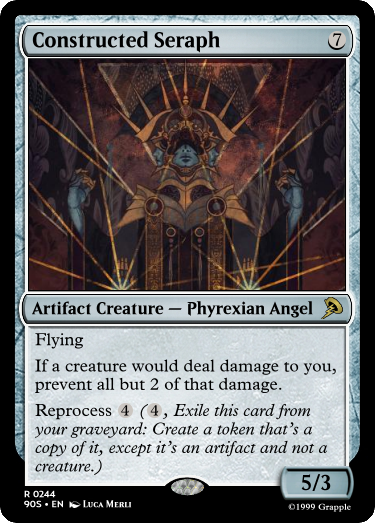 Constructed Seraph 7
Artifact Creature — Phyrexian Angel
Flying
If a creature would deal damage to you,
prevent all but 2 of that damage.
Reprocess 4 (4, Exile this card from
your graveyard: Create a token that's a
copy of it, except it's an artifact and not a
creature.)
5/3
R 0244
90S • EN Luca Merli
©1999 Grapple